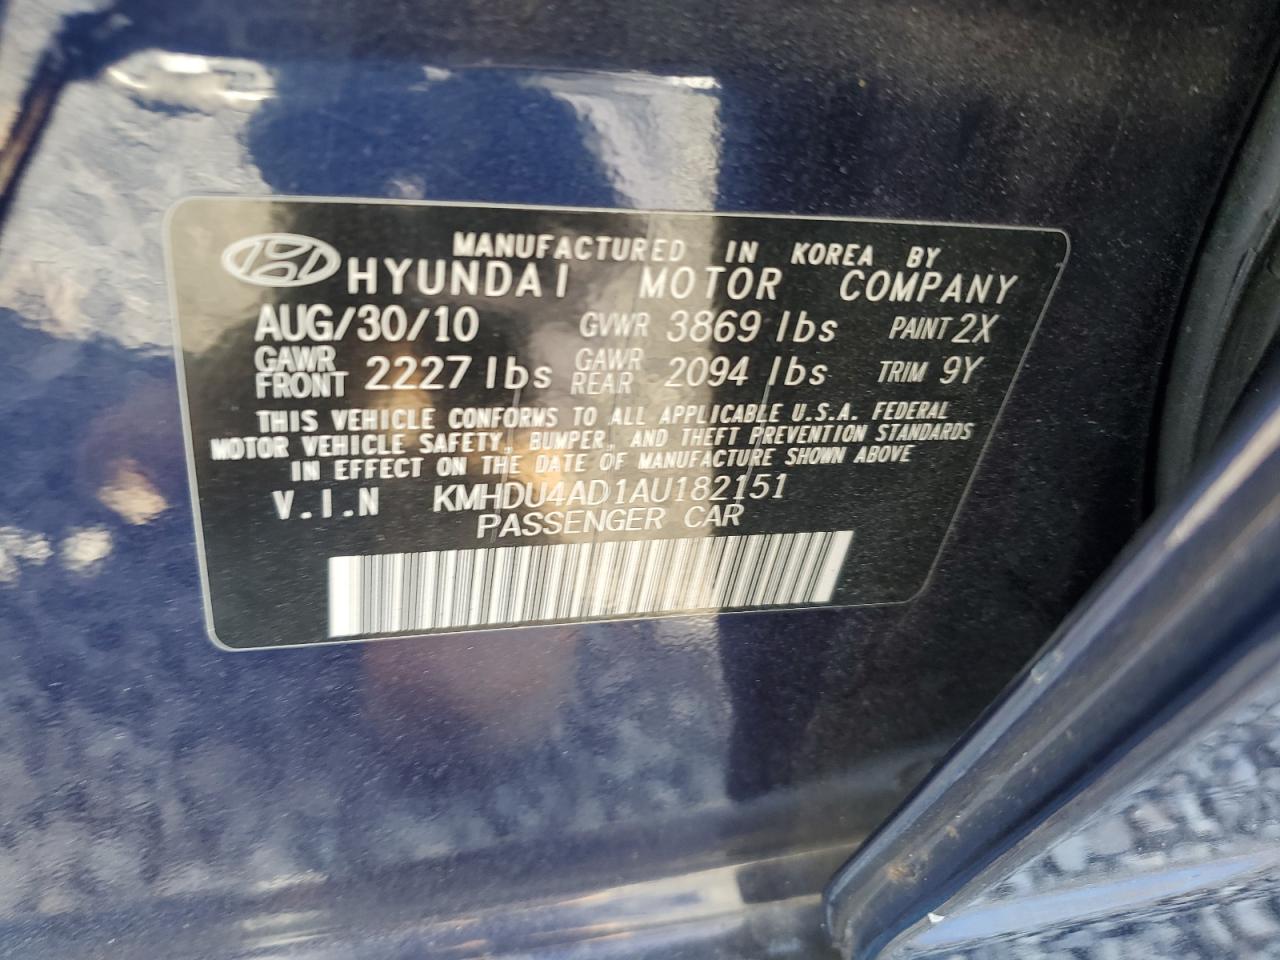 MANUFACTURED IN KOREA BY
HYUNDAI MOTOR COMPANY
AUG/30/10 GVWR 3869 lbs PAINT 2X
GAWR FRONT 2227 lbs GAWR REAR 2094 lbs TRIM 9Y
THIS VEHICLE CONFORMS TO ALL APPLICABLE U.S.A. FEDERAL
MOTOR VEHICLE SAFETY, BUMPER, AND THEFT PREVENTION STANDARDS
IN EFFECT ON THE DATE OF MANUFACTURE SHOWN ABOVE
V.I.N KMHDU4AD1AU182151
PASSENGER CAR